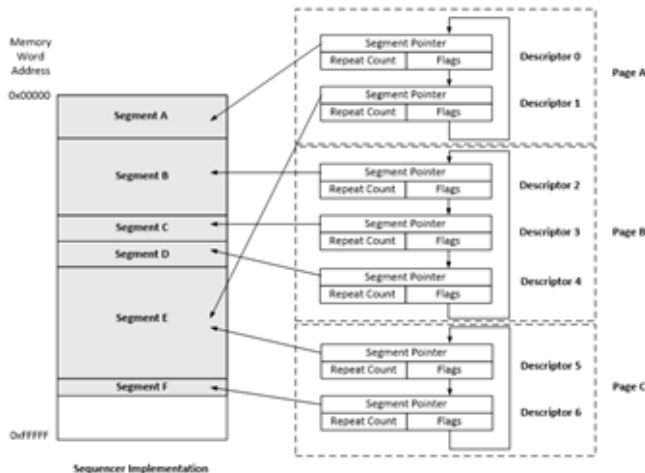 Memory
Word
Address
0x00000
Segment A
Segment B
Segment C
Segment D
Segment E
Segment F
0xFFFFF
Sequencer Implementation
Segment Pointer
Repeat Count Flags
Descriptor 0
Segment Pointer
Repeat Count Flags
Descriptor 1
Page A
Segment Pointer
Repeat Count Flags
Descriptor 2
Segment Pointer
Repeat Count Flags
Descriptor 3
Segment Pointer
Repeat Count Flags
Descriptor 4
Page B
Segment Pointer
Repeat Count Flags
Descriptor 5
Segment Pointer
Repeat Count Flags
Descriptor 6
Page C